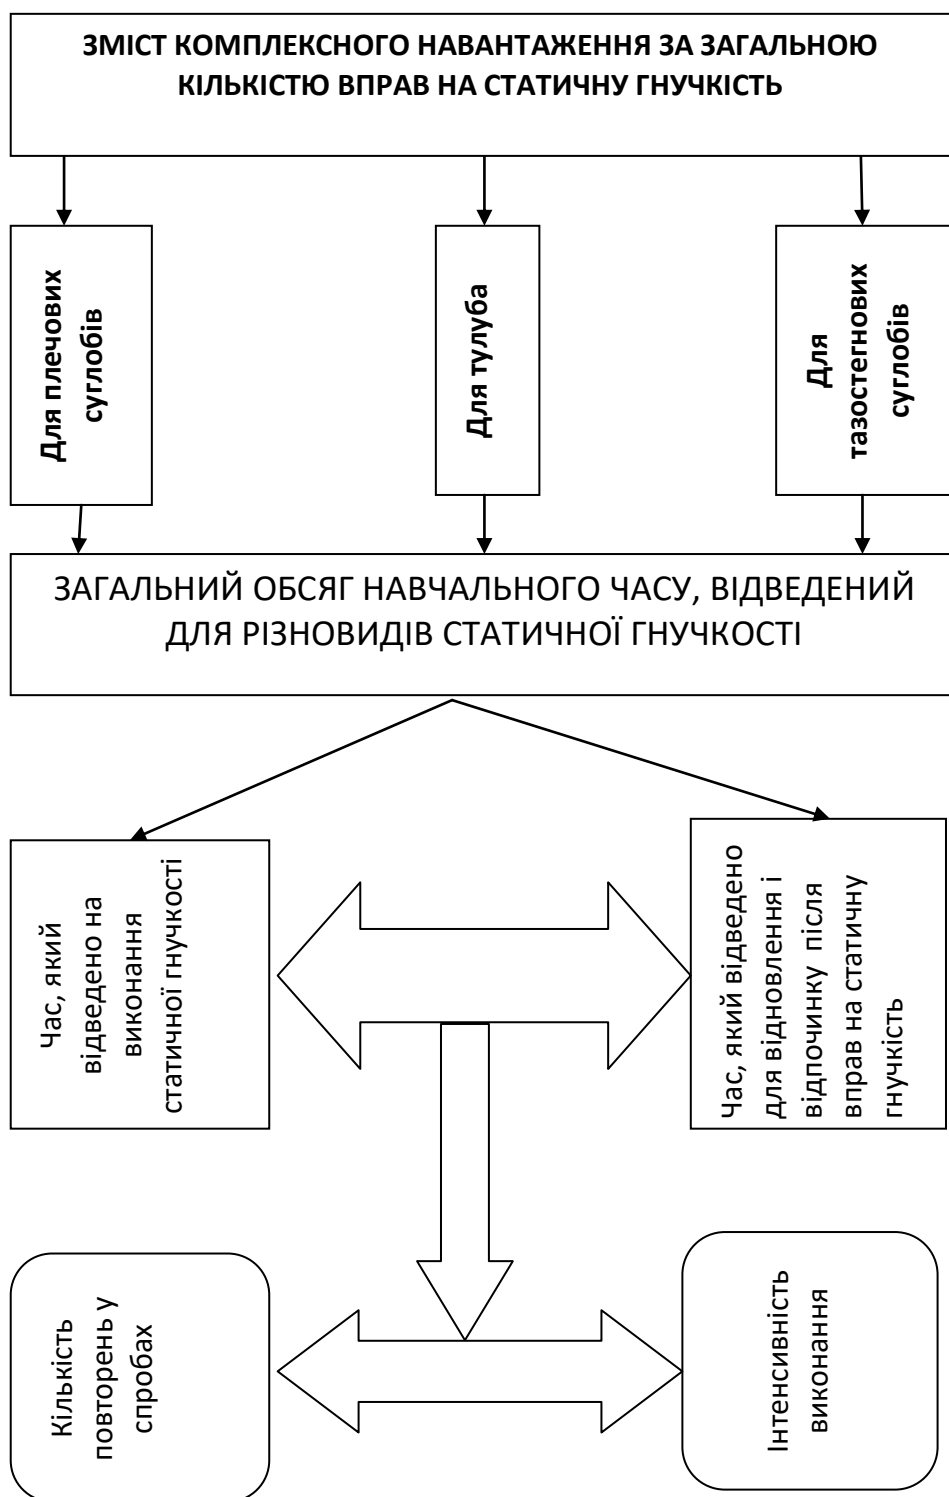 ЗМІСТ КОМПЛЕКСНОГО НАВАНТАЖЕННЯ ЗА ЗАГАЛЬНОЮ
КІЛЬКІСТЮ ВПРАВ НА СТАТИЧНУ ГНУЧКІСТЬ
Для плечових
суглобів
Для тулуба
Для
тазостегнових
суглобів
ЗАГАЛЬНИЙ ОБСЯГ НАВЧАЛЬНОГО ЧАСУ, ВІДВЕДЕНИЙ
ДЛЯ РІЗНОВИДІВ СТАТИЧНОЇ ГНУЧКОСТІ
Час, який
відведено на
виконання
статичної гнучкості
Час, який відведено
для відновлення і
відпочинку після
вправ на статичну
гнучкість
Кількість
повторень у
спробах
Інтенсивність
виконання